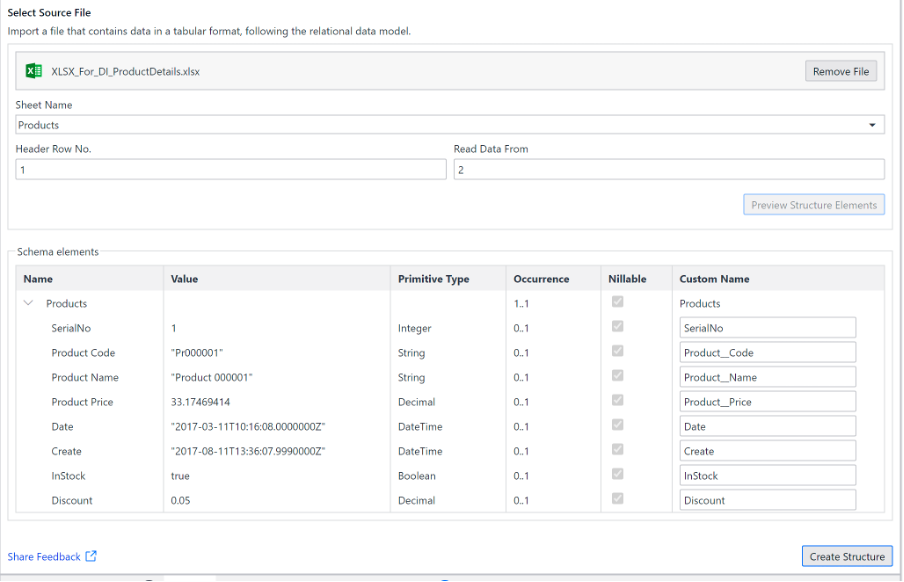 Select Source File
Import a file that contains data in a tabular format, following the relational data model.
XLSX_For_DI_ProductDetails.xlsx Remove File
Sheet Name
Products
Header Row No. Read Data From
1 2
Preview Structure Elements
Schema elements
Name Value Primitive Type Occurrence Nillable Custom Name
Products 1..1 Products
SerialNo 1 Integer 0..1 SerialNo
Product Code "Pr000001" String 0..1 Product__Code
Product Name "Product 000001" String 0..1 Product__Name
Product Price 33.17469414 Decimal 0..1 Product__Price
Date "2017-03-11T10:16:08.0000000Z" DateTime 0..1 Date
Create "2017-08-11T13:36:07.9990000Z" DateTime 0..1 Create
InStock true Boolean 0..1 InStock
Discount 0.05 Decimal 0..1 Discount
Share Feedback Create Structure